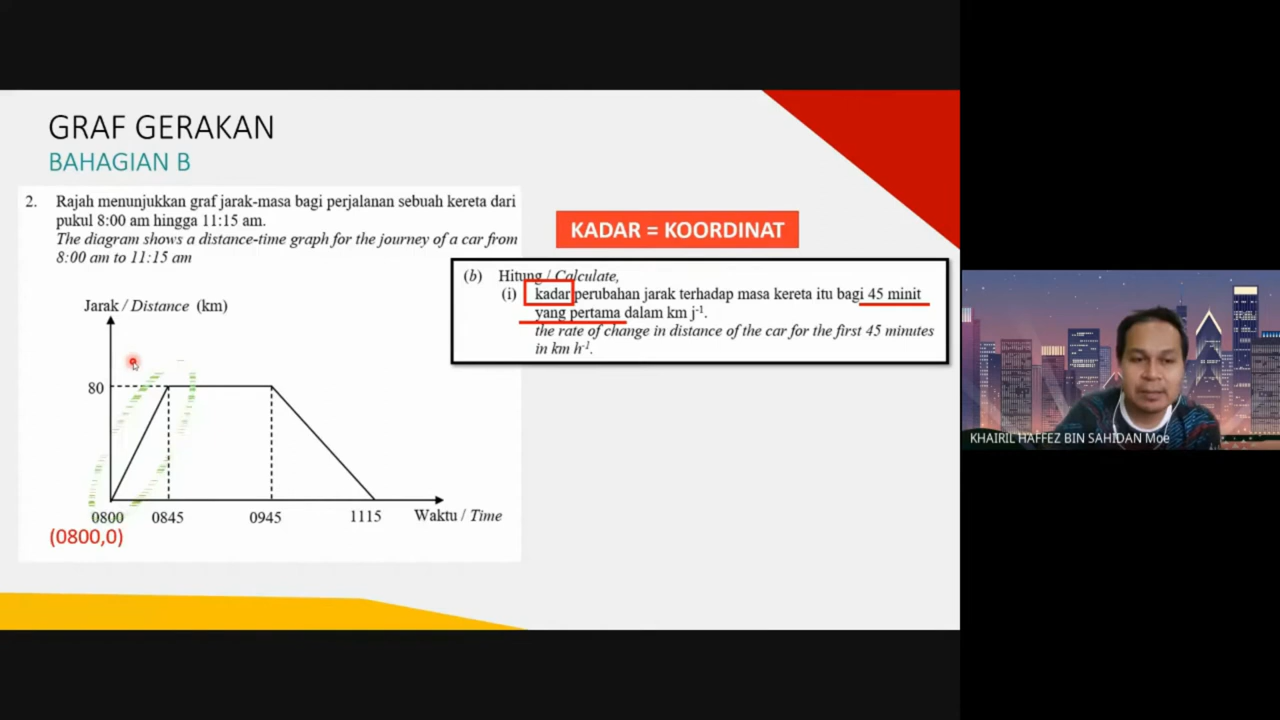 GRAF GERAKAN
BAHAGIAN B
2. Rajah menunjukkan graf jarak-masa bagi perjalanan sebuah kereta dari
pukul 8:00 am hingga 11:15 am.
The diagram shows a distance-time graph for the journey of a car from
8:00 am to 11:15 am
Jarak / Distance (km)
80
0800 0845 0945 1115 Waktu / Time
(0800,0)
KADAR = KOORDINAT
(b) Hitung / Calculate,
(i) kadar perubahan jarak terhadap masa kereta itu bagi 45 minit
yang pertama dalam km j⁻¹.
the rate of change in distance of the car for the first 45 minutes
in km h⁻¹.
KHAIRIL HAFFEZ BIN SAHIDAN Moe